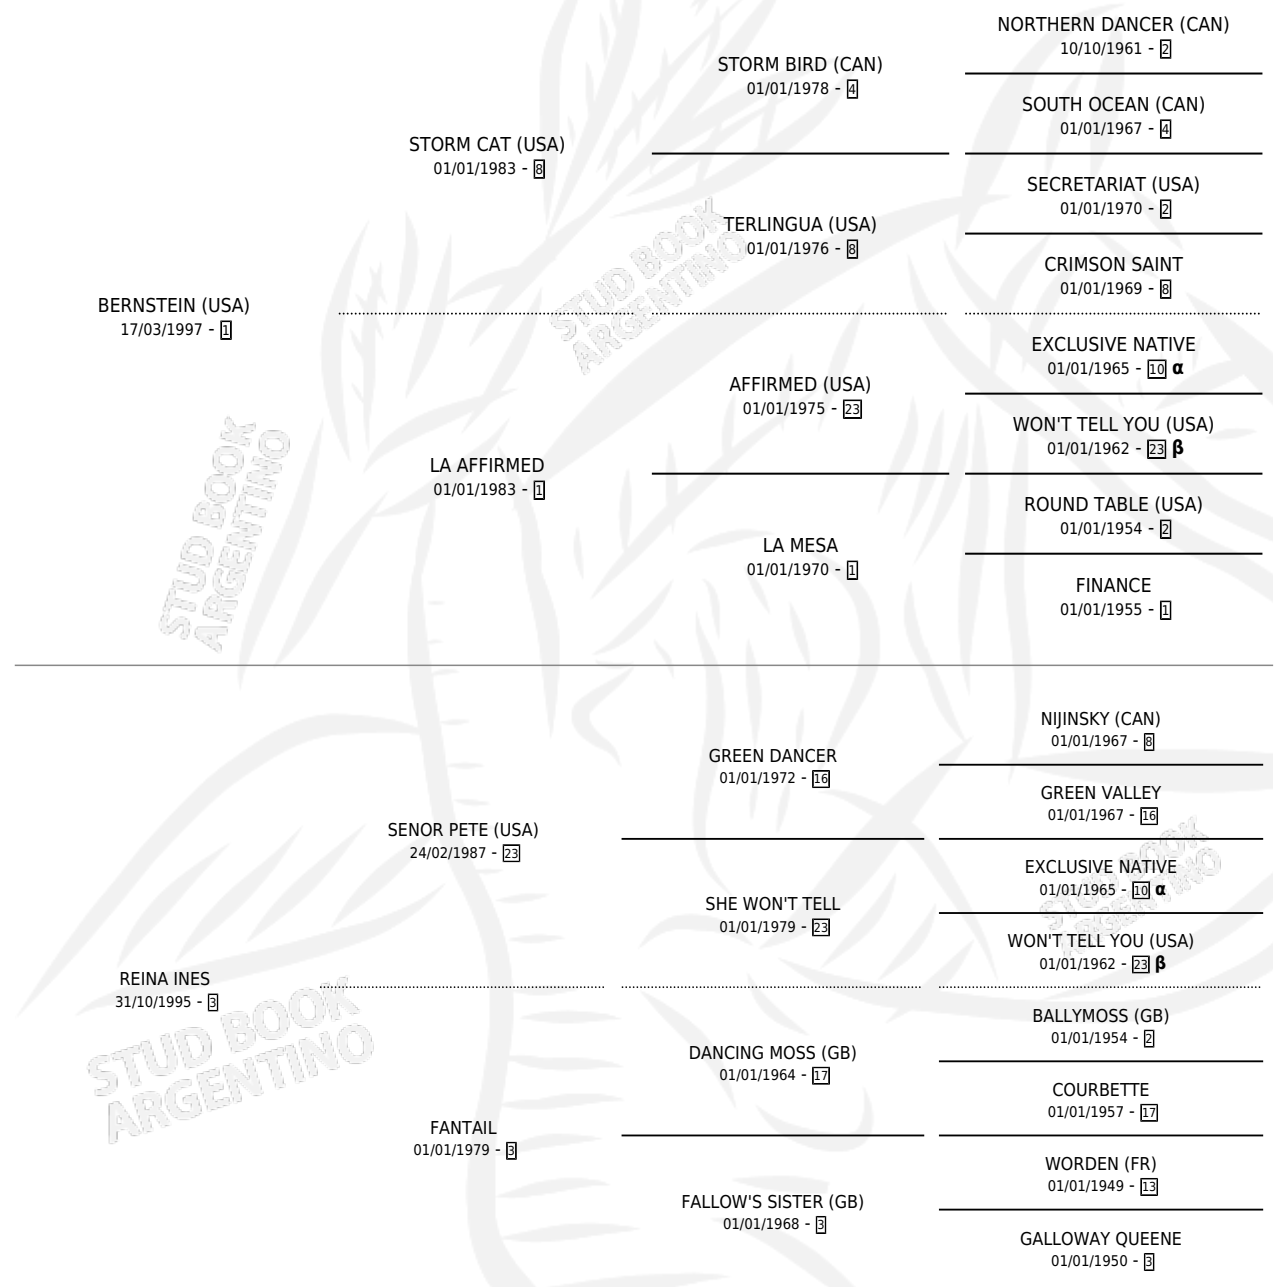 NORTHERN DANCER (CAN)
10/10/1961 - 2
STORM BIRD (CAN)
01/01/1978 - 4
SOUTH OCEAN (CAN)
01/01/1967 - 4
STORM CAT (USA)
01/01/1983 - 8
SECRETARIAT (USA)
01/01/1970 - 2
TERLINGUA (USA)
01/01/1976 - 8
CRIMSON SAINT
01/01/1969 - 8
BERNSTEIN (USA)
17/03/1997 - 1
EXCLUSIVE NATIVE
01/01/1965 - 10 α
AFFIRMED (USA)
01/01/1975 - 23
WON'T TELL YOU (USA)
01/01/1962 - 23 β
LA AFFIRMED
01/01/1983 - 1
ROUND TABLE (USA)
01/01/1954 - 2
LA MESA
01/01/1970 - 1
FINANCE
01/01/1955 - 1
NIJINSKY (CAN)
01/01/1967 - 8
GREEN DANCER
01/01/1972 - 16
GREEN VALLEY
01/01/1967 - 16
SENOR PETE (USA)
24/02/1987 - 23
EXCLUSIVE NATIVE
01/01/1965 - 10 α
SHE WON'T TELL
01/01/1979 - 23
WON'T TELL YOU (USA)
01/01/1962 - 23 β
REINA INES
31/10/1995 - 3
BALLYMOSS (GB)
01/01/1954 - 2
DANCING MOSS (GB)
01/01/1964 - 17
COURBETTE
01/01/1957 - 17
FANTAIL
01/01/1979 - 3
WORDEN (FR)
01/01/1949 - 13
FALLOW'S SISTER (GB)
01/01/1968 - 3
GALLOWAY QUEENE
01/01/1950 - 3
STUD BOOK
ARGENTINO
STUD BOOK
ARGENTINO
STUD BOOK
ARGENTINO
STUD BOOK
ARGENTINO